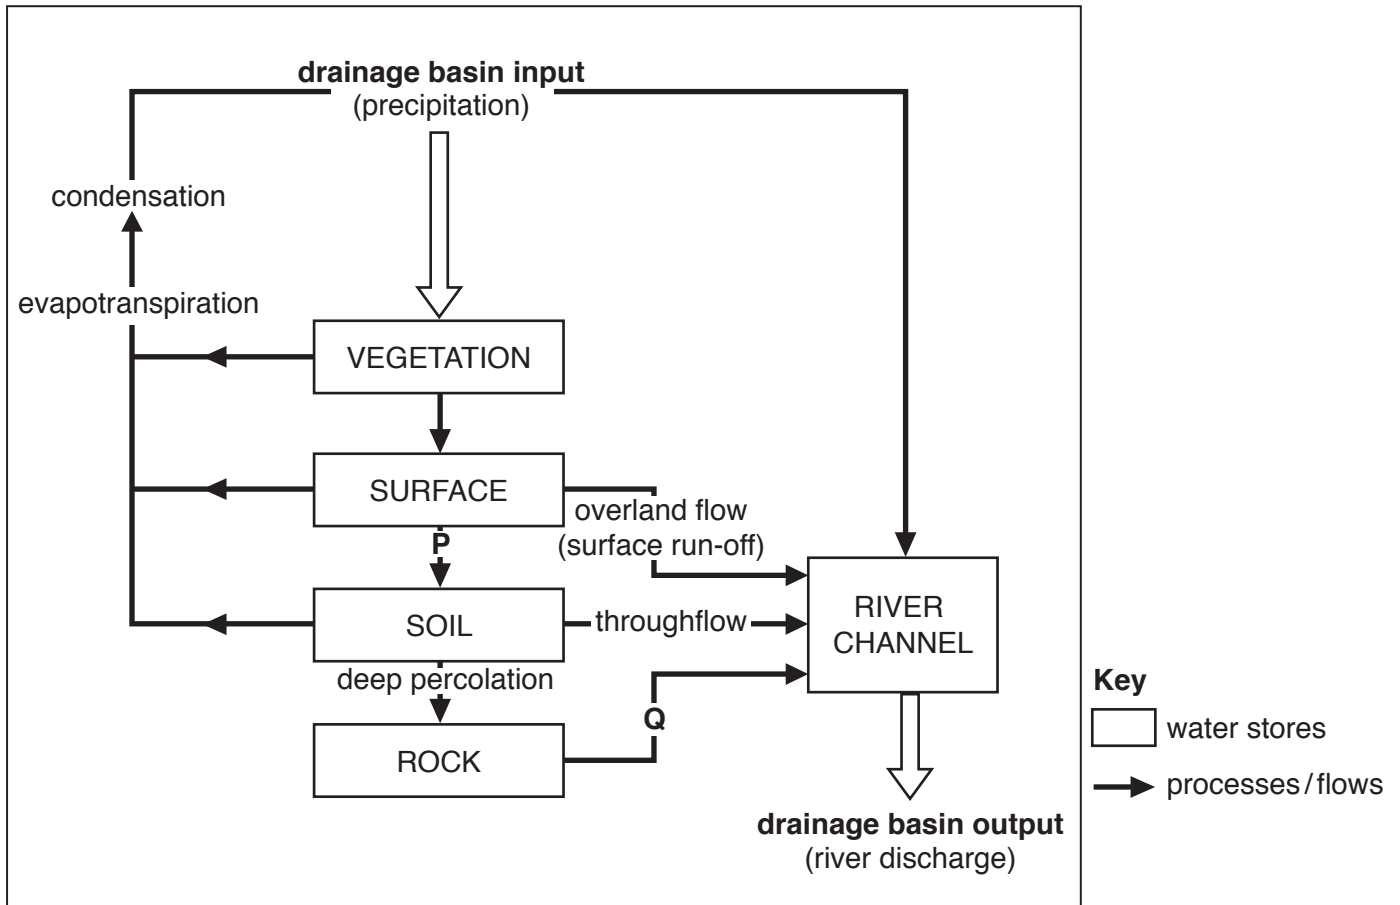 drainage basin input
(precipitation)
condensation
evapotranspiration
VEGETATION
SURFACE
overland flow
(surface run-off)
P
SOIL
throughflow
RIVER
CHANNEL
deep percolation
Q
ROCK
drainage basin output
(river discharge)
Key
water stores
processes/flows